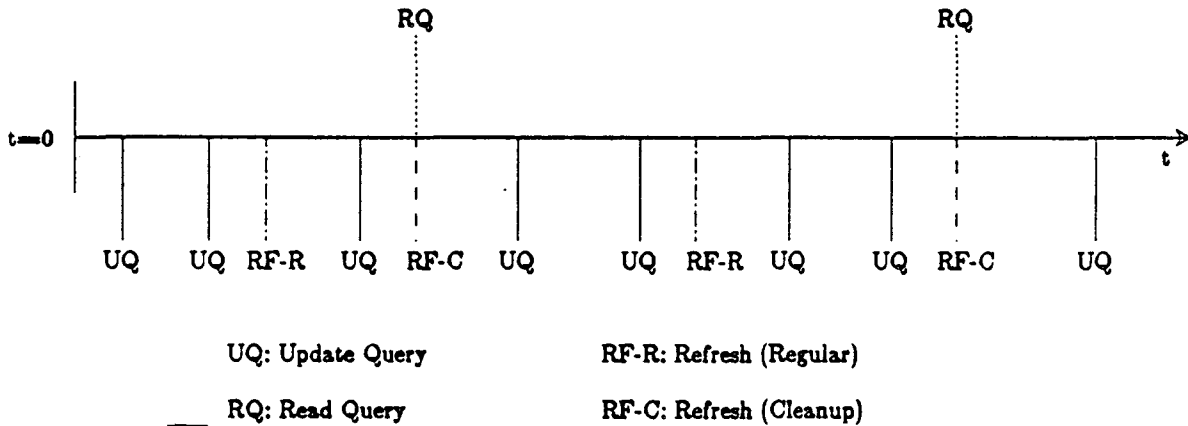 RQ RQ
t=0
t
UQ UQ RF-R UQ RF-C UQ UQ RF-R UQ UQ RF-C UQ
UQ: Update Query RF-R: Refresh (Regular)
RQ: Read Query RF-C: Refresh (Cleanup)